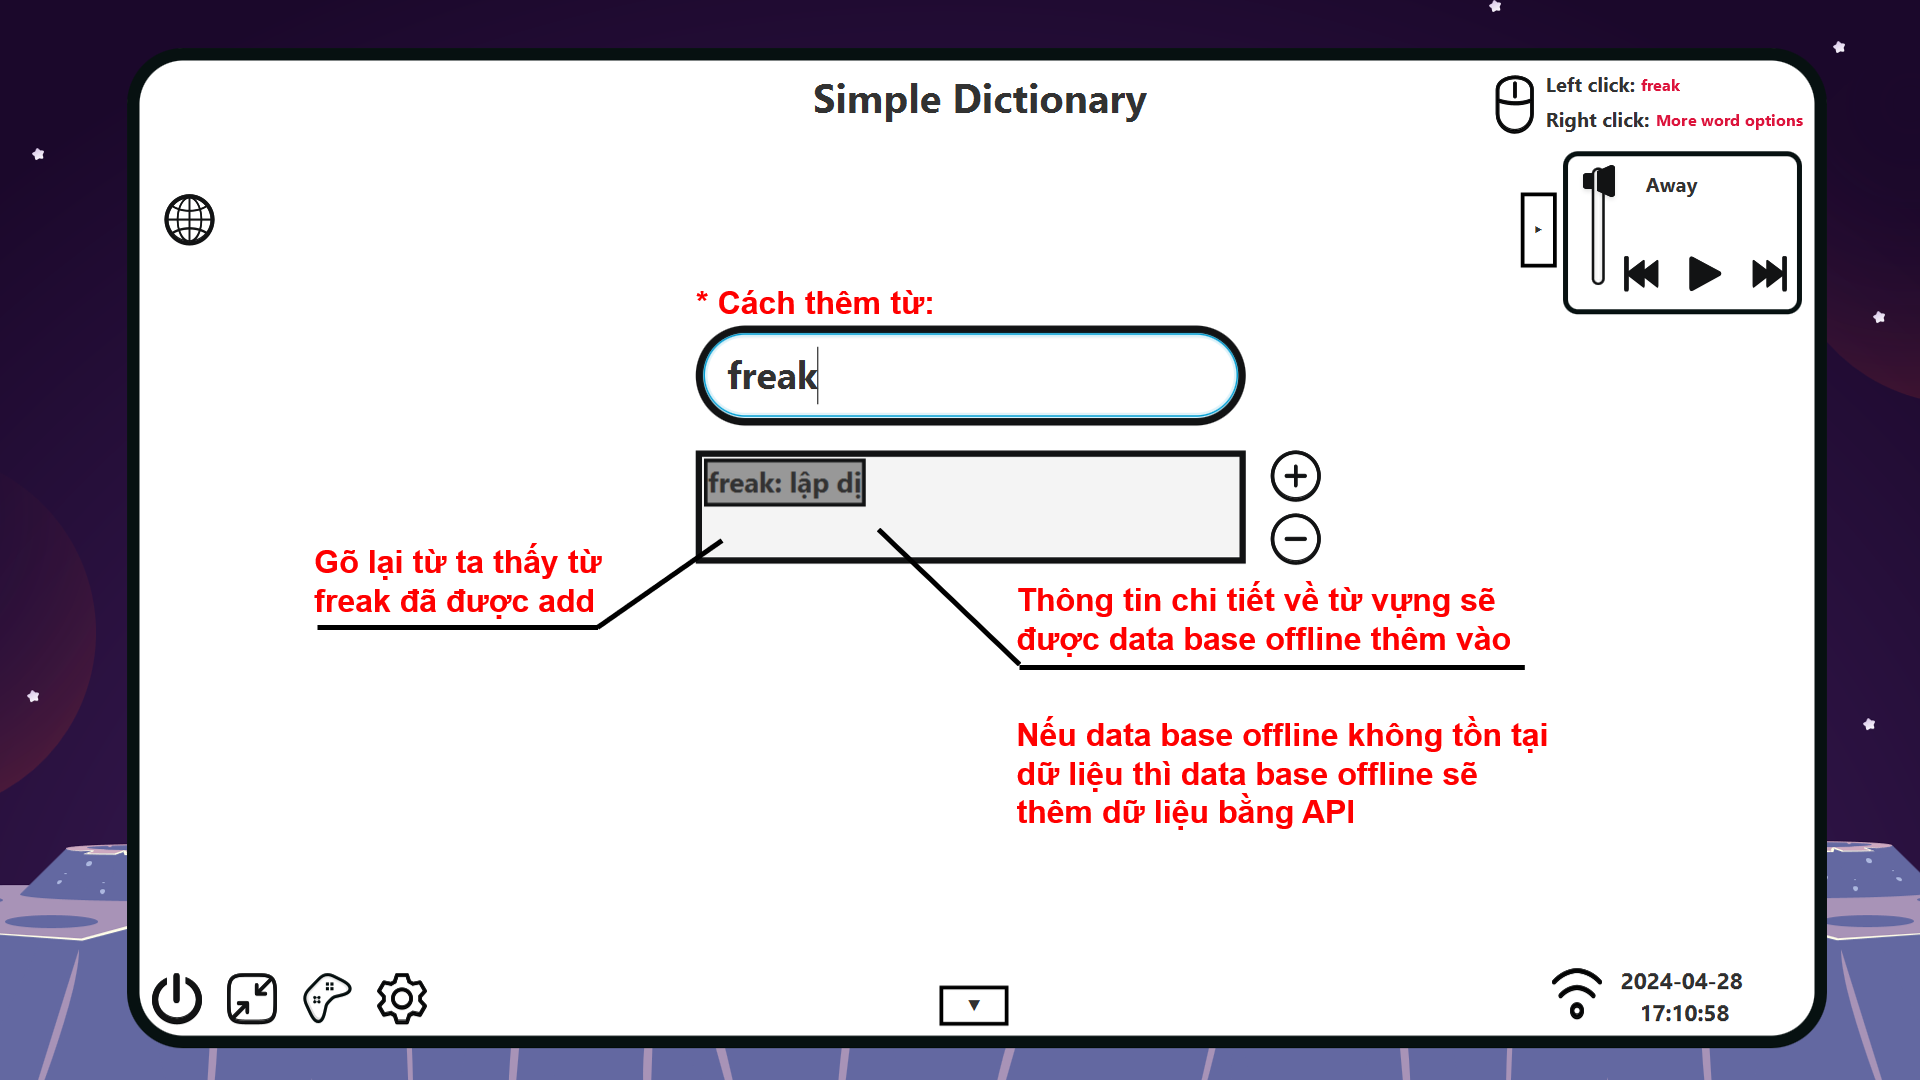 Simple Dictionary
Left click: freak
Right click: More word options
Away
* Cách thêm từ:
freak
freak: lập dị
Gõ lại từ ta thấy từ
freak đã được add
Thông tin chi tiết về từ vựng sẽ
được data base offline thêm vào
Nếu data base offline không tồn tại
dữ liệu thì data base offline sẽ
thêm dữ liệu bằng API
2024-04-28
17:10:58